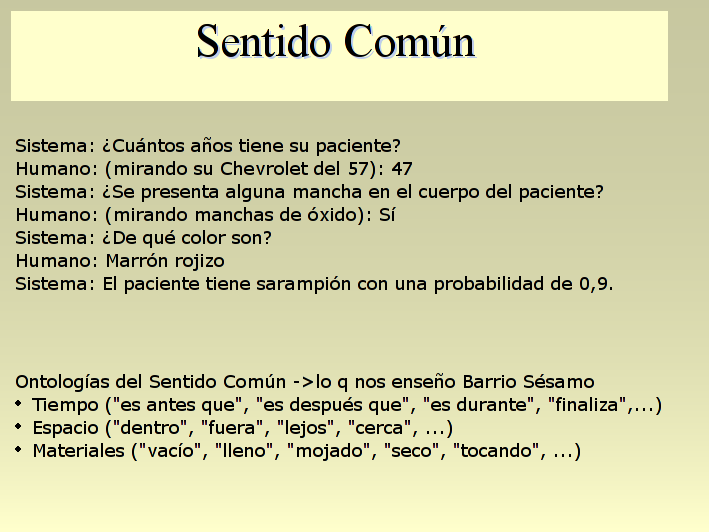 Sentido Común
Sistema: ¿Cuántos años tiene su paciente?
Humano: (mirando su Chevrolet del 57): 47
Sistema: ¿Se presenta alguna mancha en el cuerpo del paciente?
Humano: (mirando manchas de óxido): Sí
Sistema: ¿De qué color son?
Humano: Marrón rojizo
Sistema: El paciente tiene sarampión con una probabilidad de 0,9.
Ontologías del Sentido Común ->lo q nos enseño Barrio Sésamo
• Tiempo ("es antes que", "es después que", "es durante", "finaliza",...)
• Espacio ("dentro", "fuera", "lejos", "cerca", ...)
• Materiales ("vacío", "lleno", "mojado", "seco", "tocando", ...)